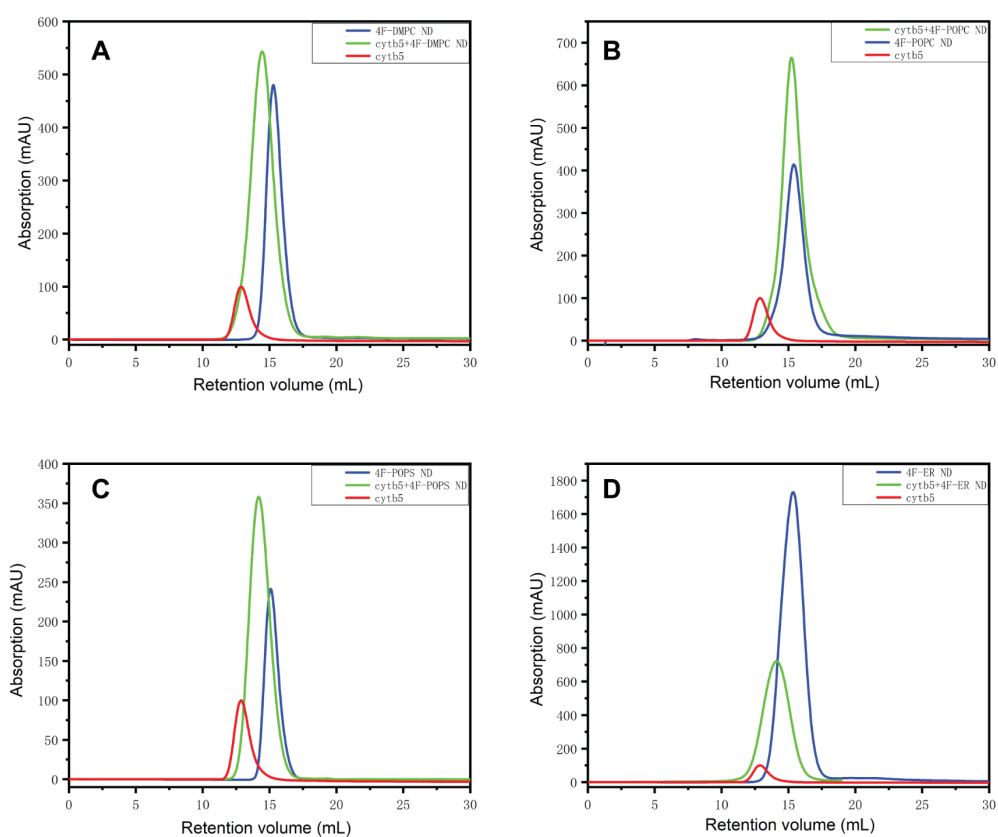 A
4F-DMPC ND
cytb5+4F-DMPC ND
cytb5
600
500
400
300
200
100
0
Absorption (mAU)
0 5 10 15 20 25 30
Retention volume (mL)
B
cytb5+4F-POPC ND
4F-POPC ND
cytb5
700
600
500
400
300
200
100
0
Absorption (mAU)
0 5 10 15 20 25 30
Retention volume (mL)
C
4F-POPS ND
cytb5+4F-POPS ND
cytb5
400
350
300
250
200
150
100
50
0
Absorption (mAU)
0 5 10 15 20 25 30
Retention volume (mL)
D
4F-ER ND
cytb5+4F-ER ND
cytb5
1800
1600
1400
1200
1000
800
600
400
200
0
Absorption (mAU)
0 5 10 15 20 25 30
Retention volume (mL)